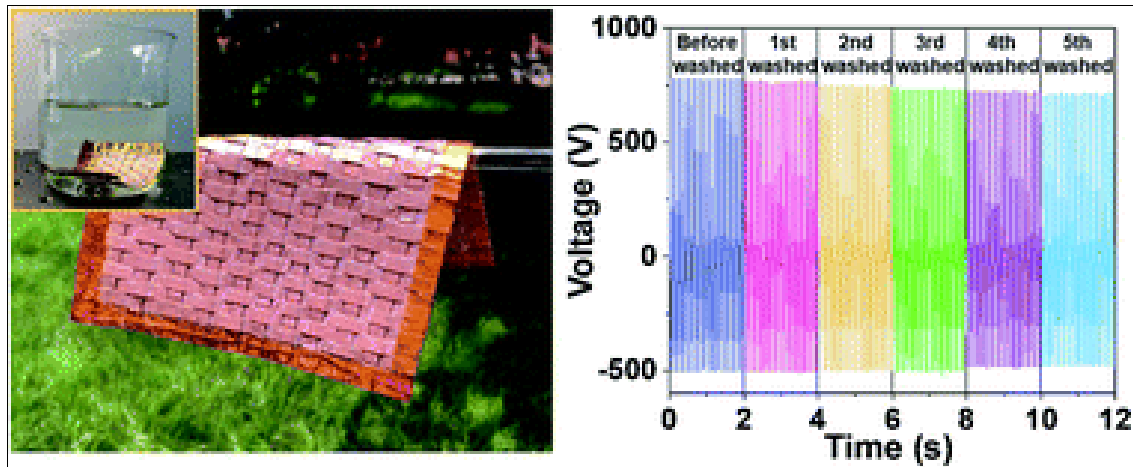 1000
Before 1st 2nd 3rd 4th 5th
washed washed washed washed washed washed
500
0
-500
Voltage (V)
0 2 4 6 8 10 12
Time (s)